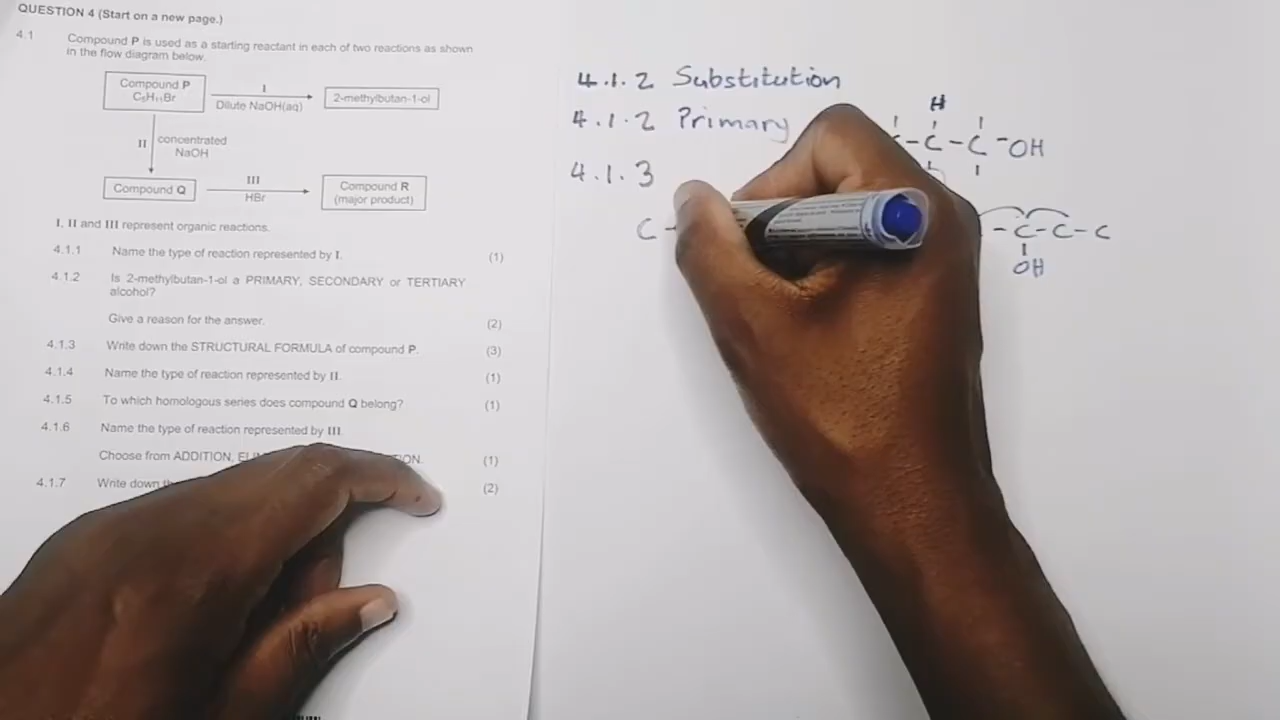 QUESTION 4 (Start on a new page.)
4.1 Compound P is used as a starting reactant in each of two reactions as shown
in the flow diagram below.
Compound P
C₅H₁₁Br
I
Dilute NaOH(aq)
2-methylbutan-1-ol
II
concentrated
NaOH
Compound Q
III
HBr
Compound R
(major product)
I, II and III represent organic reactions.
4.1.1 Name the type of reaction represented by I. (1)
4.1.2 Is 2-methylbutan-1-ol a PRIMARY, SECONDARY or TERTIARY
alcohol?
Give a reason for the answer. (2)
4.1.3 Write down the STRUCTURAL FORMULA of compound P. (3)
4.1.4 Name the type of reaction represented by II. (1)
4.1.5 To which homologous series does compound Q belong? (1)
4.1.6 Name the type of reaction represented by III.
Choose from ADDITION, (1)
4.1.7 Write down (2)
4.1.2 Substitution
4.1.2 Primary
H
-C-C-OH
4.1.3
C-
-C-C-C
OH